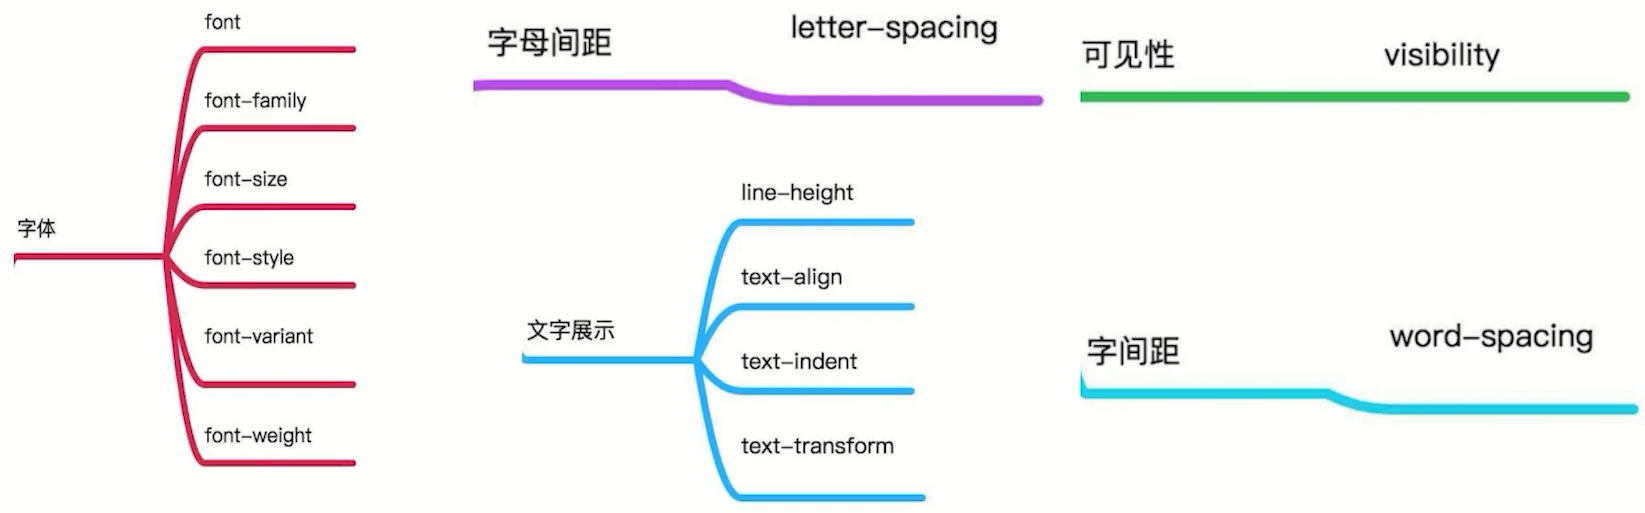 字体
font
font-family
font-size
font-style
font-variant
font-weight
字母间距
letter-spacing
文字展示
line-height
text-align
text-indent
text-transform
可见性
visibility
字间距
word-spacing